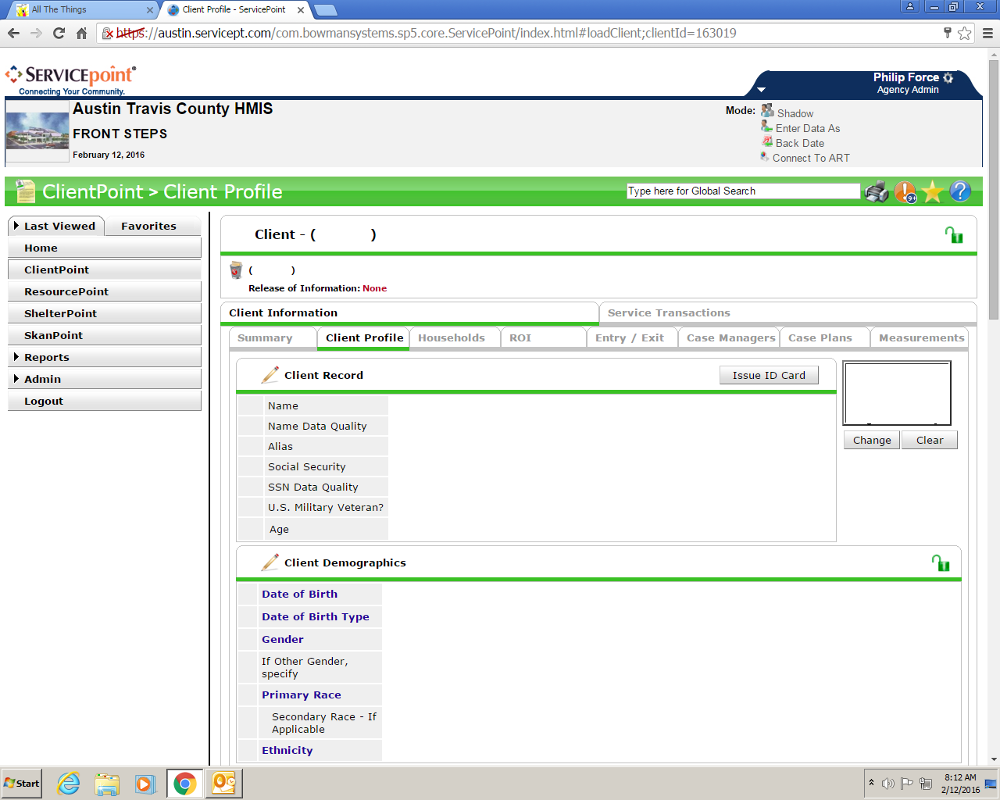 All The Things
Client Profile - ServicePoint
https://austin.servicept.com/com.bowmansystems.sp5.core.ServicePoint/index.html#loadClient;clientId=163019
SERVICEpoint®
Connecting Your Community.
Philip Force
Agency Admin
Austin Travis County HMIS
FRONT STEPS
February 12, 2016
Mode:
Shadow
Enter Data As
Back Date
Connect To ART
ClientPoint > Client Profile
Type here for Global Search
9+
?
Last Viewed
Favorites
Home
ClientPoint
ResourcePoint
ShelterPoint
SkanPoint
Reports
Admin
Logout
Client - ( )
( )
Release of Information: None
Client Information
Service Transactions
Summary
Client Profile
Households
ROI
Entry / Exit
Case Managers
Case Plans
Measurements
Client Record
Issue ID Card
Name
Name Data Quality
Alias
Social Security
SSN Data Quality
U.S. Military Veteran?
Age
Change
Clear
Client Demographics
Date of Birth
Date of Birth Type
Gender
If Other Gender,
specify
Primary Race
Secondary Race - If
Applicable
Ethnicity
Start
8:12 AM
2/12/2016